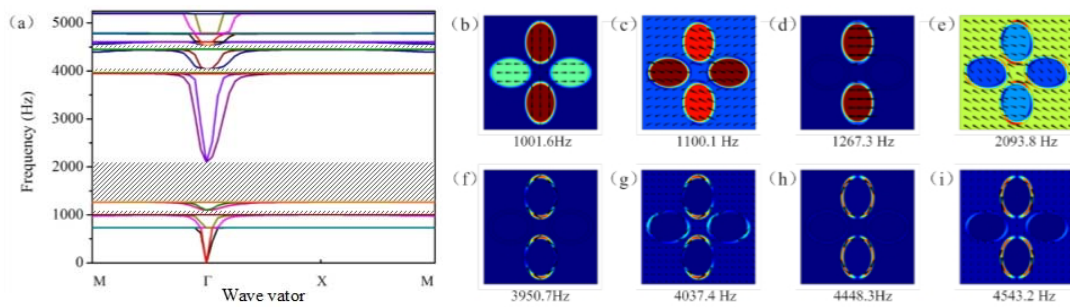 (a)
5000
4000
3000
2000
1000
0
Frequency (Hz)
M Γ X M
Wave vator
(b) (c) (d) (e)
1001.6Hz 1100.1 Hz 1267.3 Hz 2093.8 Hz
(f) (g) (h) (i)
3950.7Hz 4037.4 Hz 4448.3Hz 4543.2 Hz